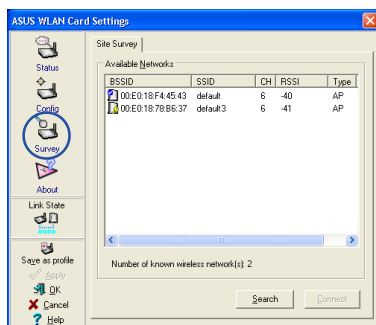 ASUS WLAN Card Settings
Status
Config
Survey
About
Link State
Save as profile
Apply
OK
Cancel
Help
Site Survey
Available Networks
BSSID SSID CH RSSI Type
00:E0:18:F4:45:43 default 6 -40 AP
00:E0:18:78:B6:37 default3 6 -41 AP
Number of known wireless network(s): 2
Search Connect